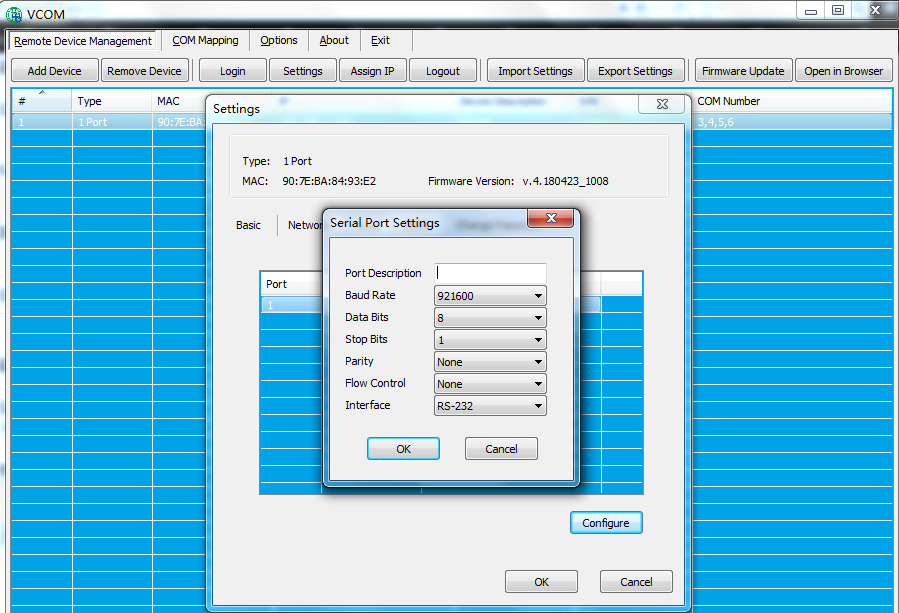 VCOM
Remote Device Management COM Mapping Options About Exit
Add Device Remove Device Login Settings Assign IP Logout Import Settings Export Settings Firmware Update Open in Browser
# Type MAC COM Number
1 1 Port 90:7E:BA: 3,4,5,6
Settings
Type: 1 Port
MAC: 90:7E:BA:84:93:E2 Firmware Version: v.4.180423_1008
Basic Networ
Port
1
Serial Port Settings
Port Description
Baud Rate 921600
Data Bits 8
Stop Bits 1
Parity None
Flow Control None
Interface RS-232
OK Cancel
Configure
OK Cancel